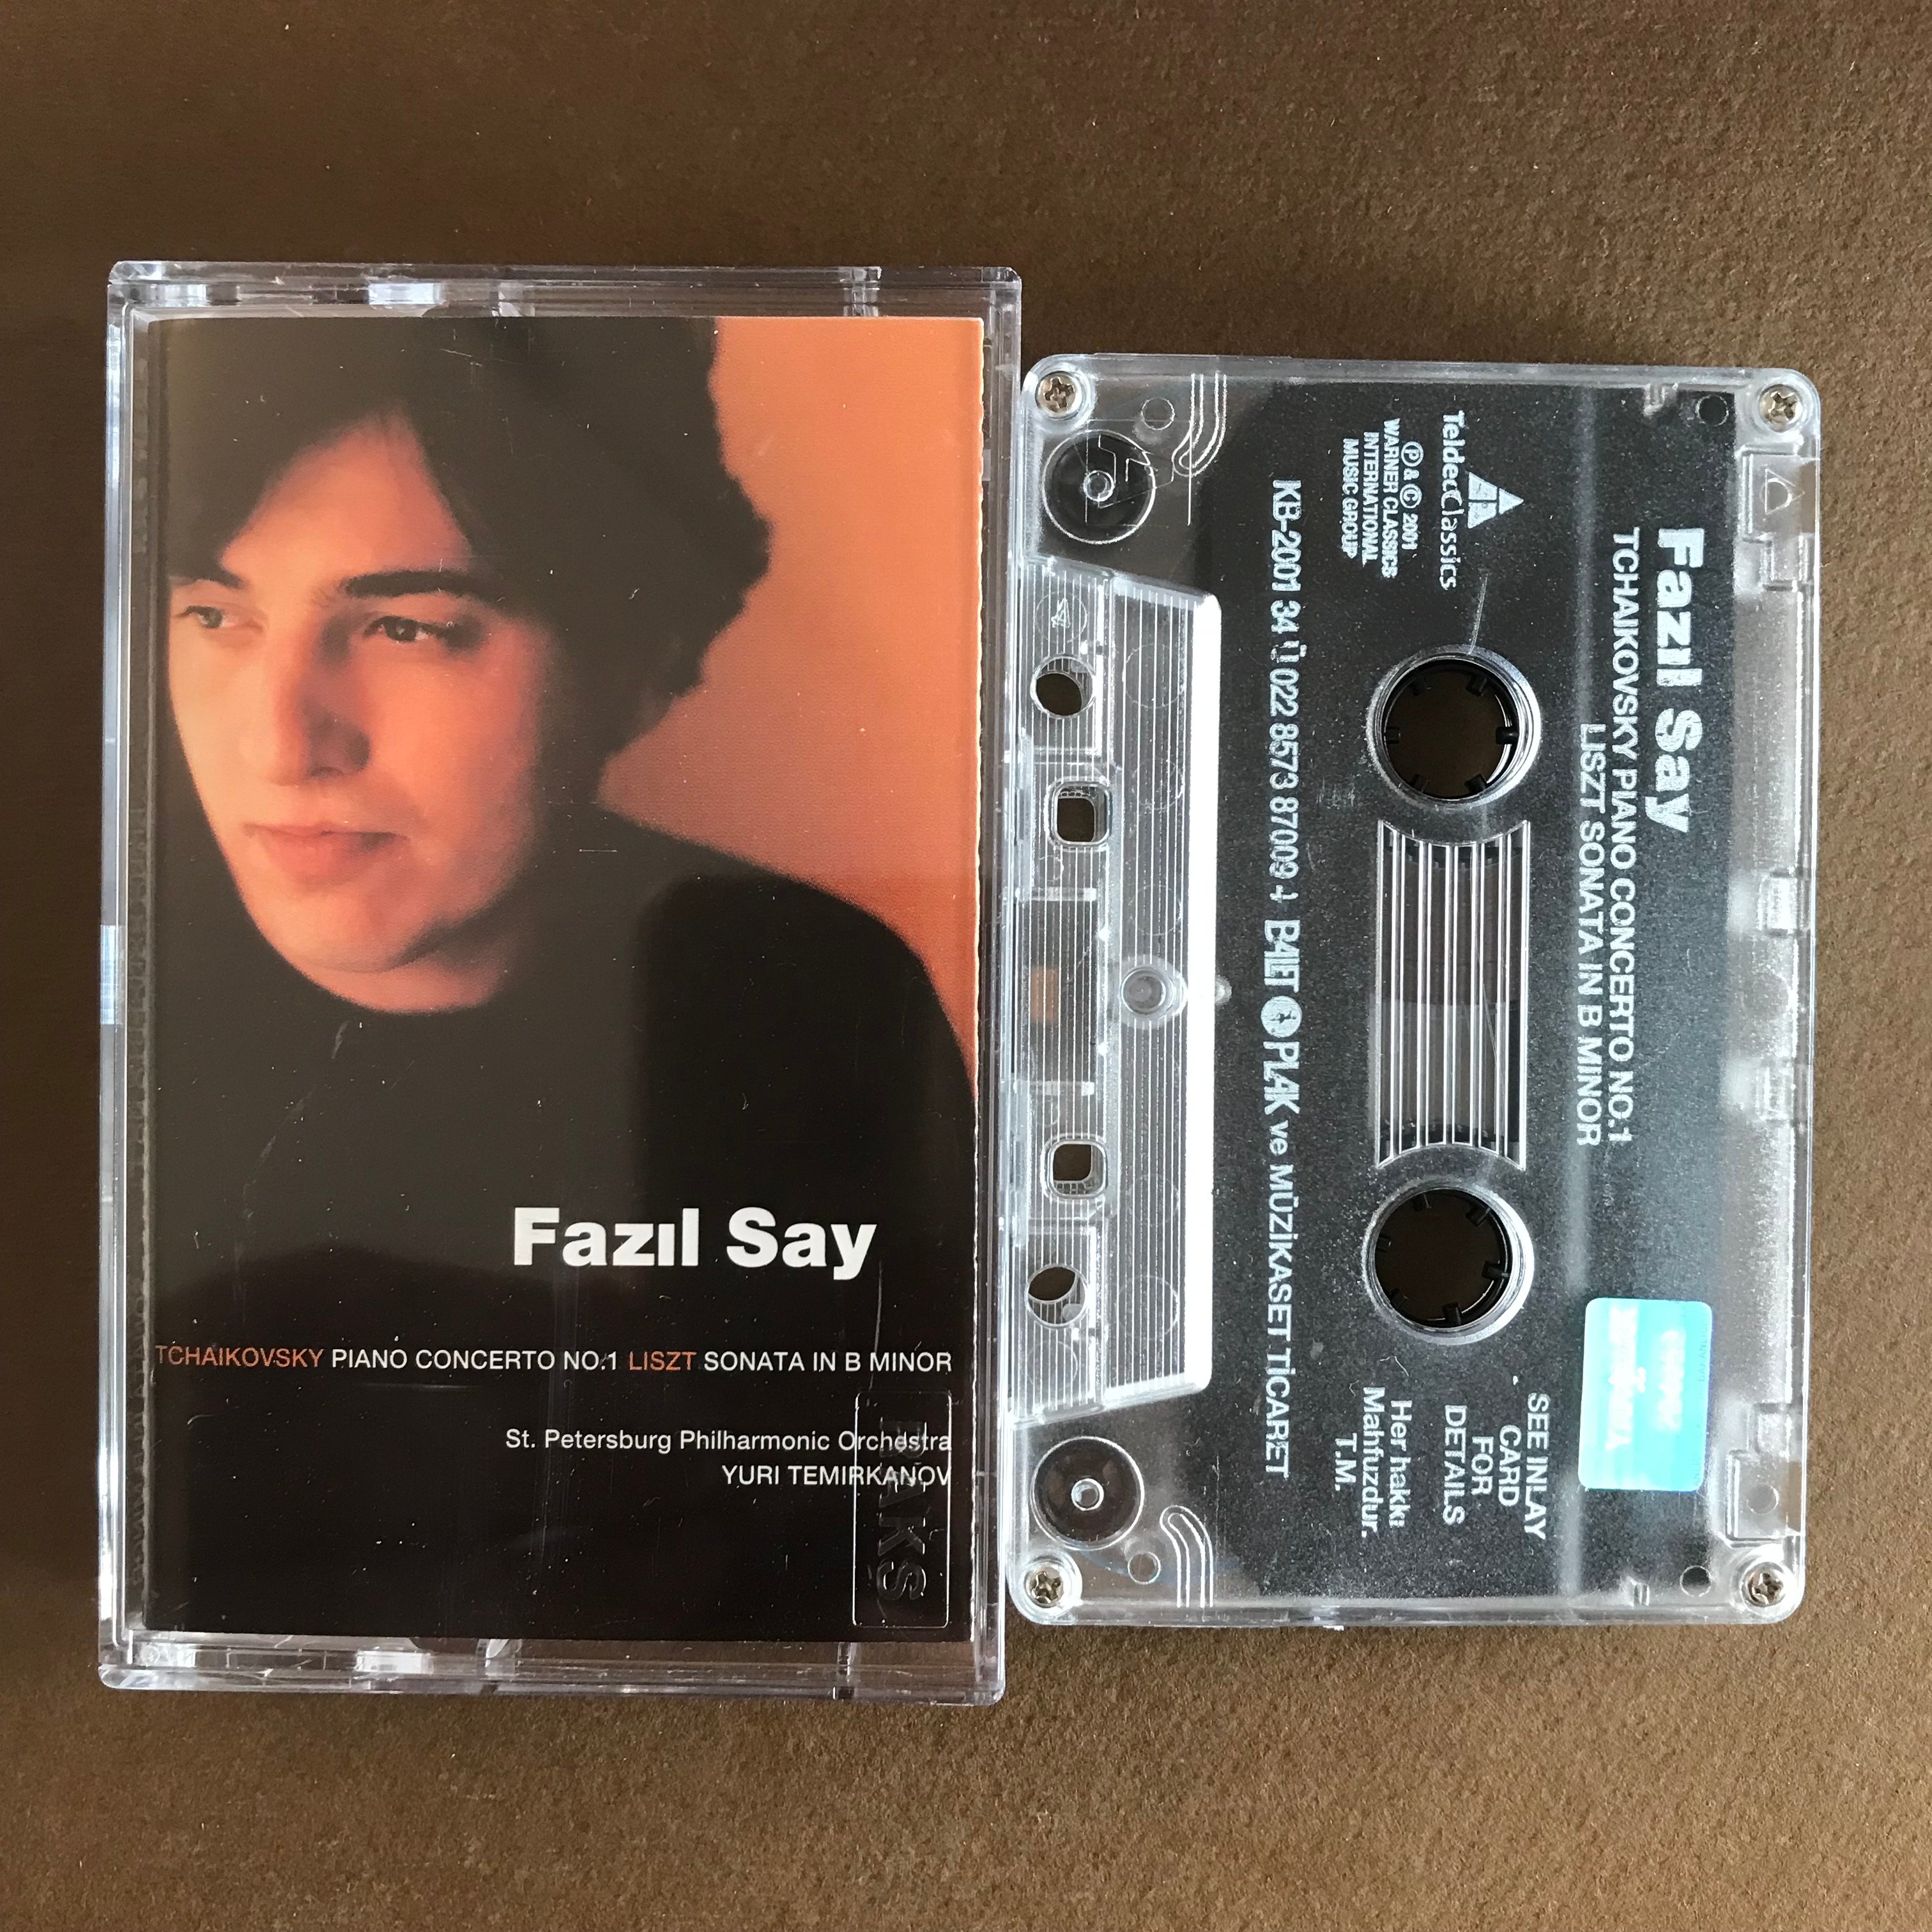 Fazıl Say
TCHAIKOVSKY PIANO CONCERTO NO.1 LISZT SONATA IN B MINOR
St. Petersburg Philharmonic Orchestra
YURI TEMIRKANOV
RAKS
Fazıl Say
TCHAIKOVSKY PIANO CONCERTO NO.1
LISZT SONATA IN B MINOR
TeldecClassics
Ⓟ & © 2001
WARNER CLASSICS
INTERNATIONAL
MUSIC GROUP
SEE INLAY
CARD
FOR
DETAILS
Her hakkı
Mahfuzdur.
T.M.
KB-2001 34 Ü 022 8573 87009-4 BALET PLAK ve MÜZİKASET TİCARET